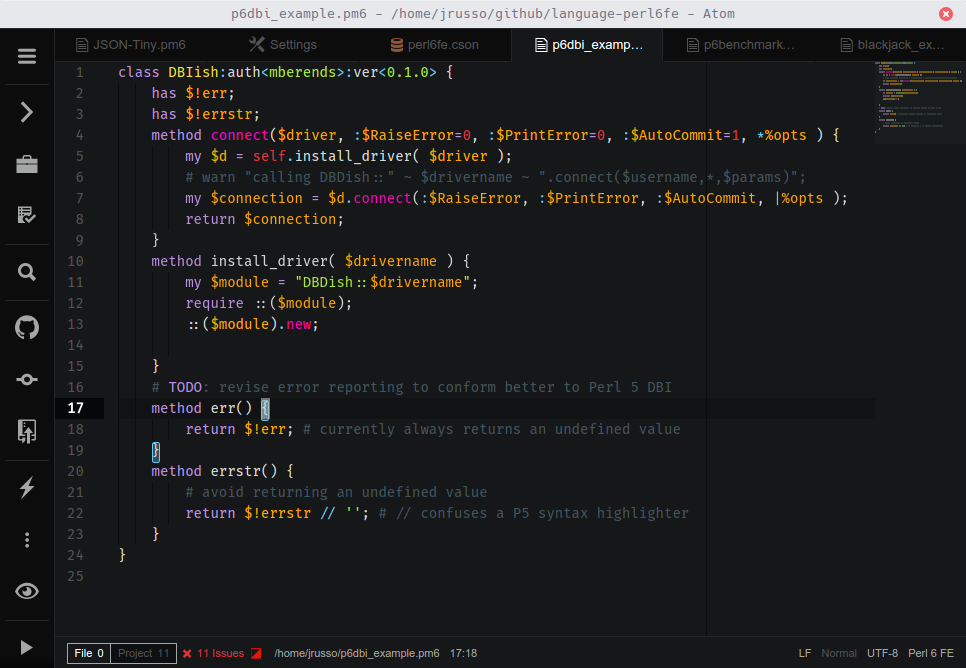 p6dbi_example.pm6 - /home/jrusso/github/language-perl6fe - Atom
JSON-Tiny.pm6 Settings perl6fe.cson p6dbi_examp... p6benchmark... blackjack_ex...
1 class DBIish:auth<mberends>:ver<0.1.0> {
2 has $!err;
3 has $!errstr;
4 method connect($driver, :$RaiseError=0, :$PrintError=0, :$AutoCommit=1, *%opts ) {
5 my $d = self.install_driver( $driver );
6 # warn "calling DBDish::" ~ $drivername ~ ".connect($username,*,$params)";
7 my $connection = $d.connect(:$RaiseError, :$PrintError, :$AutoCommit, |%opts );
8 return $connection;
9 }
10 method install_driver( $drivername ) {
11 my $module = "DBDish::$drivername";
12 require ::($module);
13 ::($module).new;
14
15 }
16 # TODO: revise error reporting to conform better to Perl 5 DBI
17 method err() {
18 return $!err; # currently always returns an undefined value
19 }
20 method errstr() {
21 # avoid returning an undefined value
22 return $!errstr // ''; # // confuses a P5 syntax highlighter
23 }
24 }
25
File 0 Project 11 11 Issues /home/jrusso/p6dbi_example.pm6 17:18 LF Normal UTF-8 Perl 6 FE